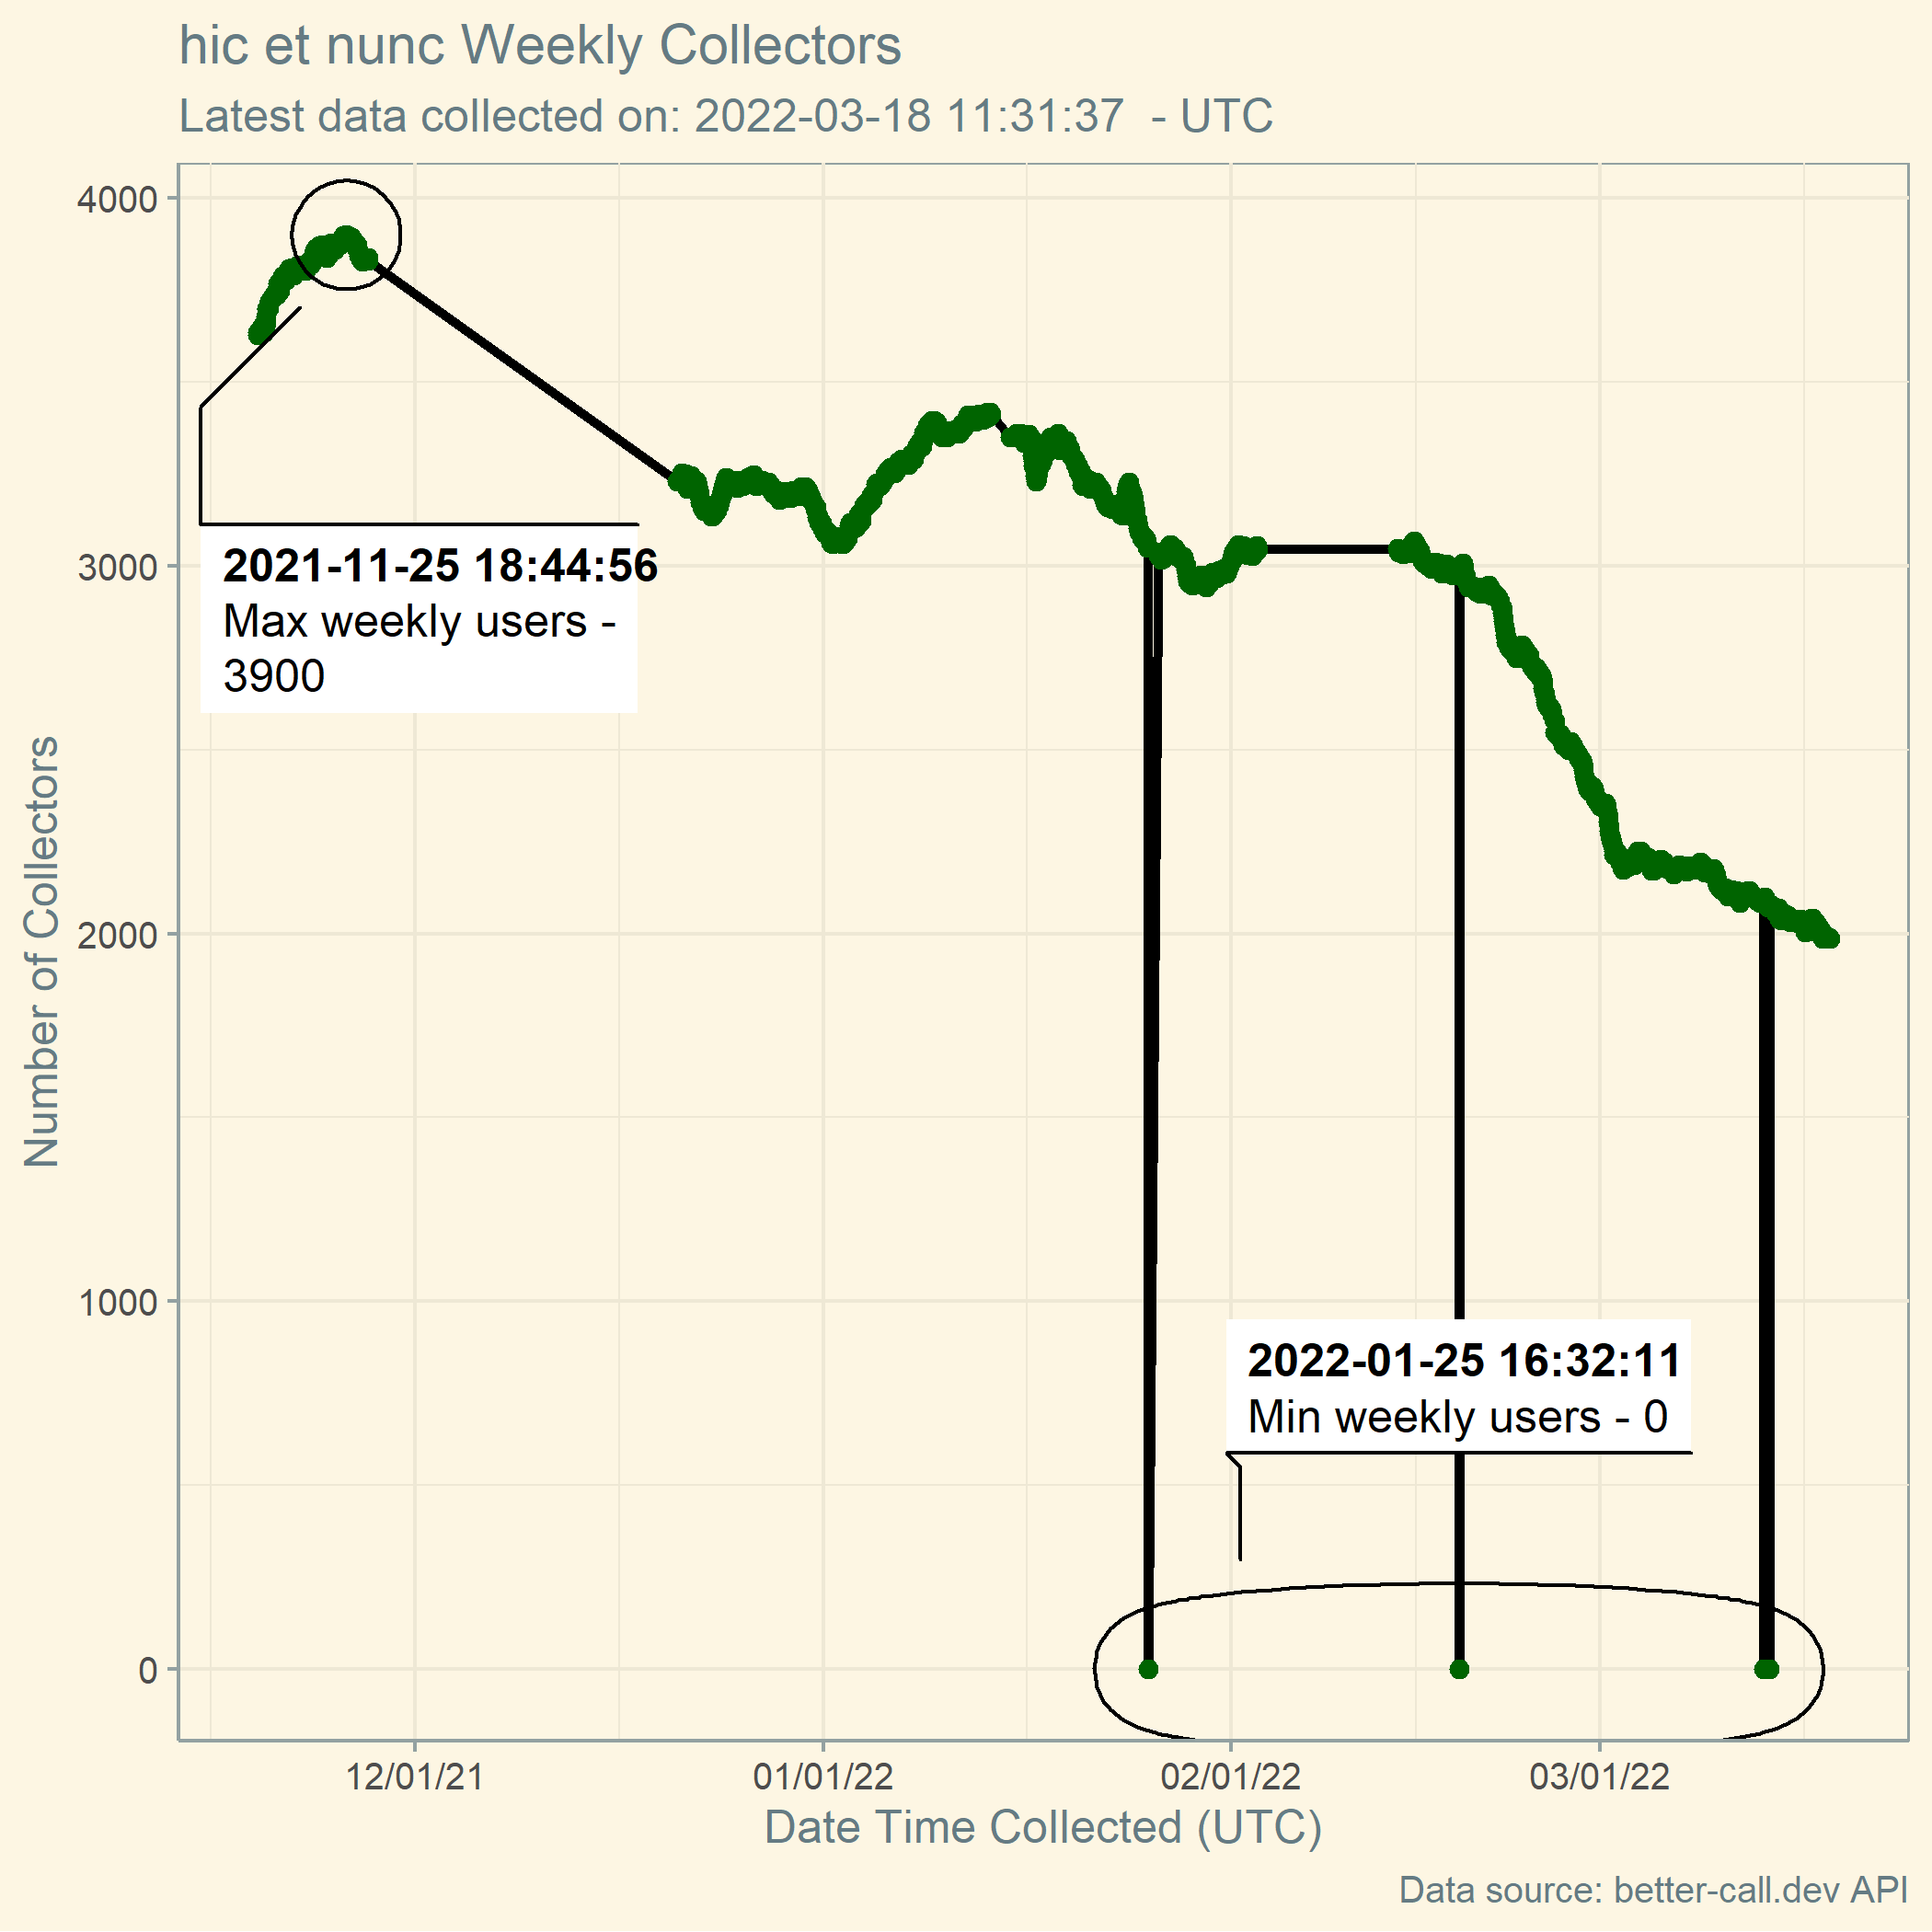 hic et nunc Weekly Collectors
Latest data collected on: 2022-03-18 11:31:37  - UTC
Number of Collectors
4000
3000
2000
1000
0
2021-11-25 18:44:56
Max weekly users -
3900
2022-01-25 16:32:11
Min weekly users - 0
12/01/21
01/01/22
02/01/22
03/01/22
Date Time Collected (UTC)
Data source: better-call.dev API